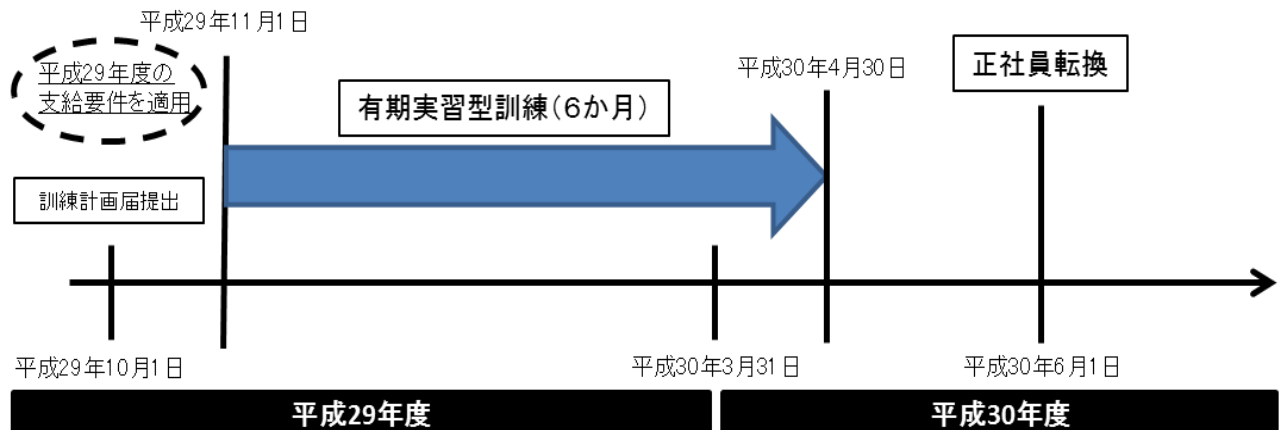 平成29年11月1日
平成29年度の
支給要件を適用
平成30年4月30日
正社員転換
有期実習型訓練(6か月)
訓練計画届提出
平成29年10月1日
平成30年3月31日
平成30年6月1日
平成29年度
平成30年度